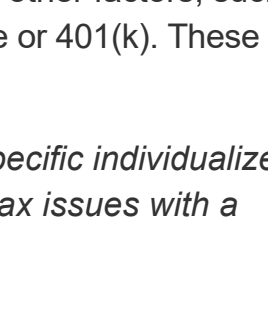 e or 401(k). These
pecific individualize
ax issues with a